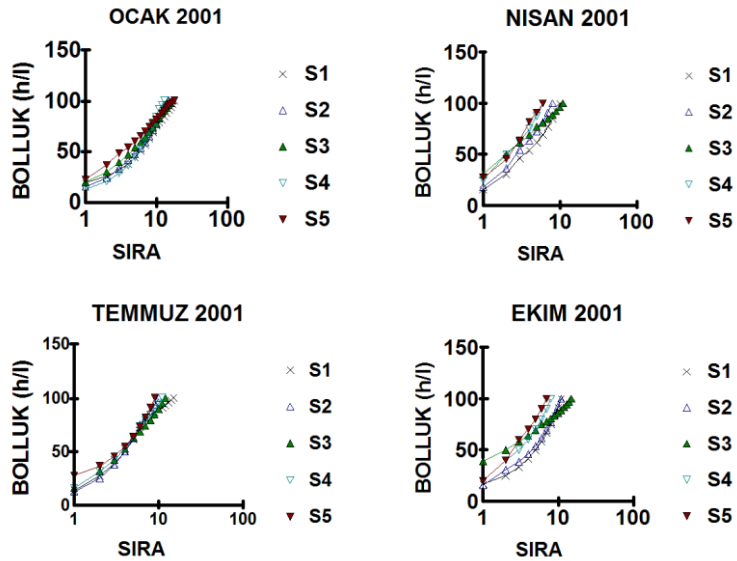 OCAK 2001
BOLLUK (h/l)
150
100
50
0
1
10
100
SIRA
S1
S2
S3
S4
S5
NISAN 2001
BOLLUK (h/l)
150
100
50
0
1
10
100
SIRA
S1
S2
S3
S4
S5
TEMMUZ 2001
BOLLUK (h/l)
150
100
50
0
1
10
100
SIRA
S1
S2
S3
S4
S5
EKIM 2001
BOLLUK (h/l)
150
100
50
0
1
10
100
SIRA
S1
S2
S3
S4
S5